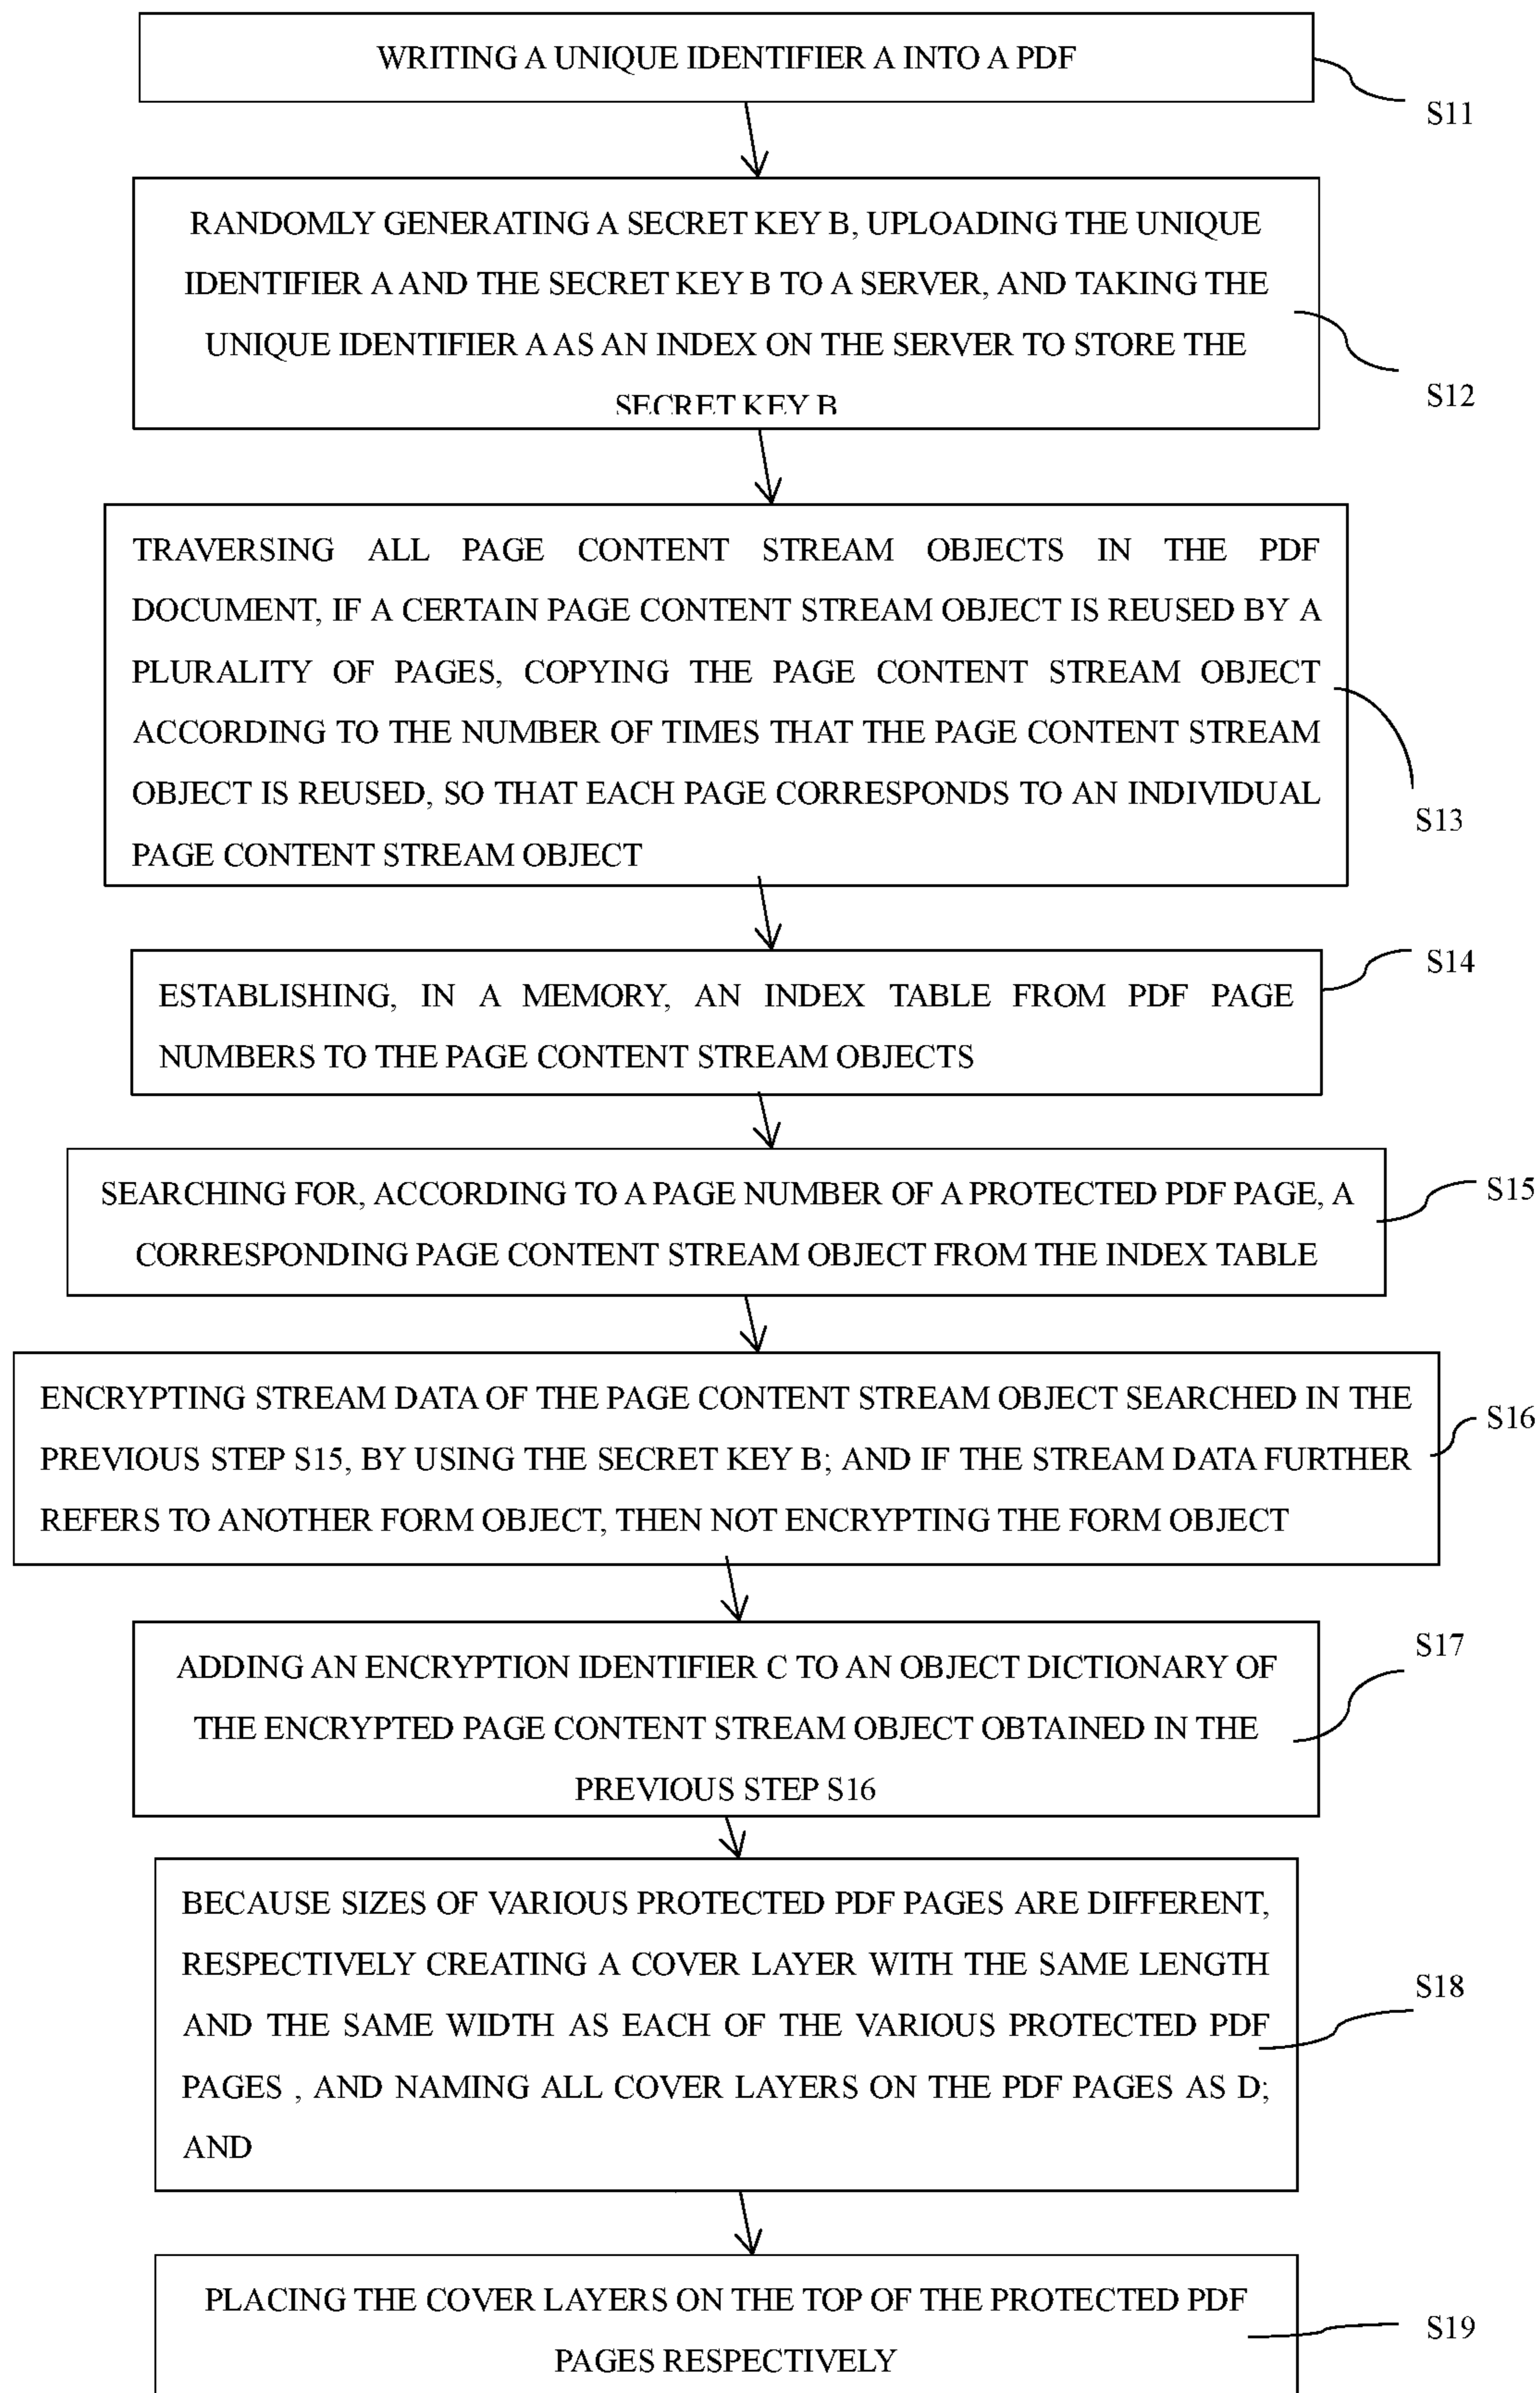 WRITING A UNIQUE IDENTIFIER A INTO A PDF
S11
RANDOMLY GENERATING A SECRET KEY B, UPLOADING THE UNIQUE
IDENTIFIER A AND THE SECRET KEY B TO A SERVER, AND TAKING THE
UNIQUE IDENTIFIER A AS AN INDEX ON THE SERVER TO STORE THE
SECRET KEY B
S12
TRAVERSING ALL PAGE CONTENT STREAM OBJECTS IN THE PDF
DOCUMENT, IF A CERTAIN PAGE CONTENT STREAM OBJECT IS REUSED BY A
PLURALITY OF PAGES, COPYING THE PAGE CONTENT STREAM OBJECT
ACCORDING TO THE NUMBER OF TIMES THAT THE PAGE CONTENT STREAM
OBJECT IS REUSED, SO THAT EACH PAGE CORRESPONDS TO AN INDIVIDUAL
PAGE CONTENT STREAM OBJECT
S13
ESTABLISHING, IN A MEMORY, AN INDEX TABLE FROM PDF PAGE
NUMBERS TO THE PAGE CONTENT STREAM OBJECTS
S14
SEARCHING FOR, ACCORDING TO A PAGE NUMBER OF A PROTECTED PDF PAGE, A
CORRESPONDING PAGE CONTENT STREAM OBJECT FROM THE INDEX TABLE
S15
ENCRYPTING STREAM DATA OF THE PAGE CONTENT STREAM OBJECT SEARCHED IN THE
PREVIOUS STEP S15, BY USING THE SECRET KEY B; AND IF THE STREAM DATA FURTHER
REFERS TO ANOTHER FORM OBJECT, THEN NOT ENCRYPTING THE FORM OBJECT
S16
ADDING AN ENCRYPTION IDENTIFIER C TO AN OBJECT DICTIONARY OF
THE ENCRYPTED PAGE CONTENT STREAM OBJECT OBTAINED IN THE
PREVIOUS STEP S16
S17
BECAUSE SIZES OF VARIOUS PROTECTED PDF PAGES ARE DIFFERENT,
RESPECTIVELY CREATING A COVER LAYER WITH THE SAME LENGTH
AND THE SAME WIDTH AS EACH OF THE VARIOUS PROTECTED PDF
PAGES , AND NAMING ALL COVER LAYERS ON THE PDF PAGES AS D;
AND
S18
PLACING THE COVER LAYERS ON THE TOP OF THE PROTECTED PDF
PAGES RESPECTIVELY
S19